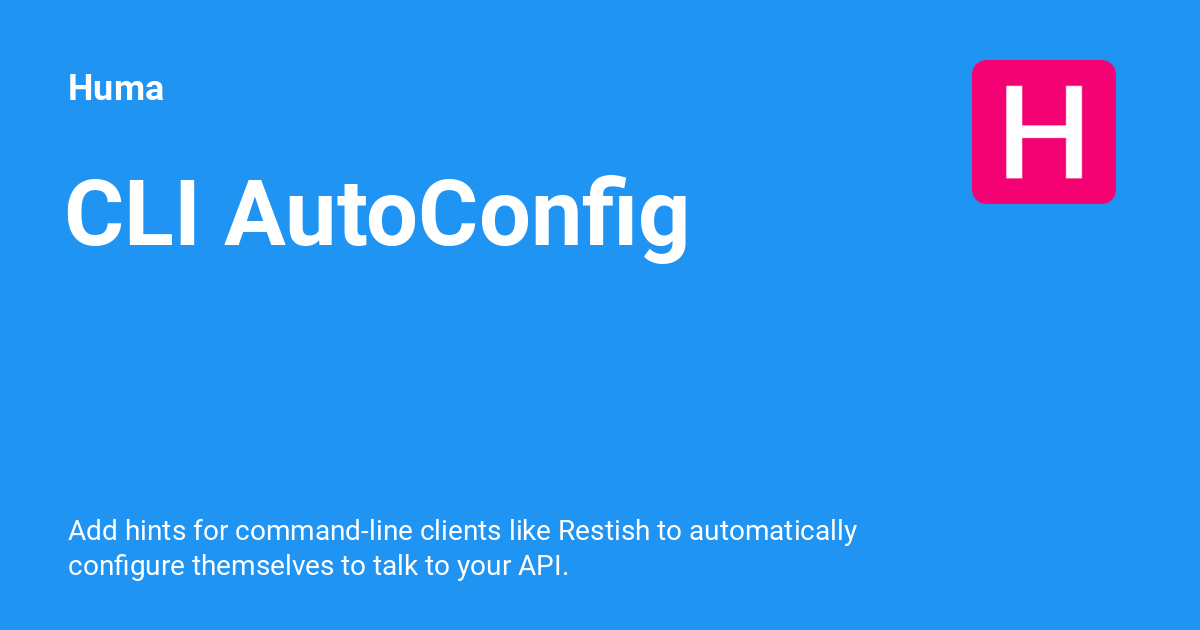 Huma
H
CLI AutoConfig
Add hints for command-line clients like Restish to automatically
configure themselves to talk to your API.